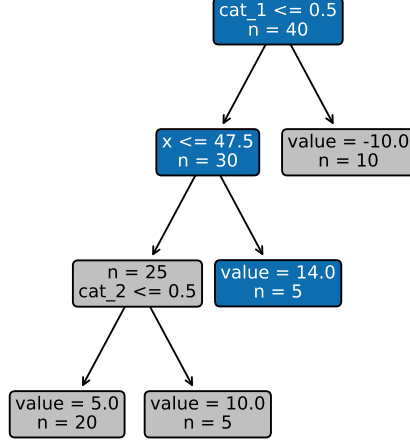 cat_1 <= 0.5
n = 40
x <= 47.5
n = 30
value = -10.0
n = 10
n = 25
cat_2 <= 0.5
value = 14.0
n = 5
value = 5.0
n = 20
value = 10.0
n = 5